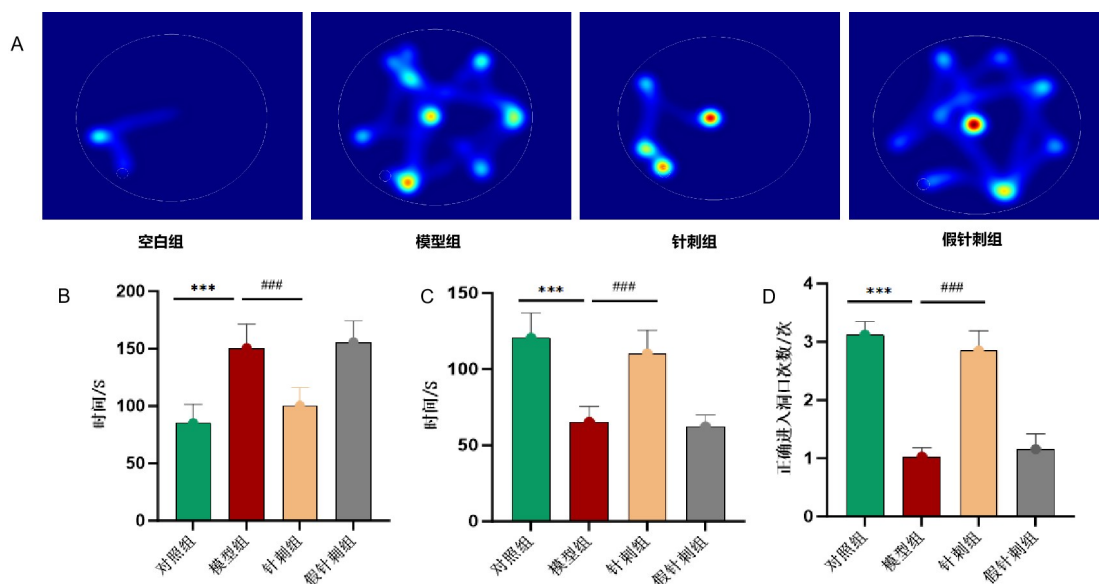 A
空白组
模型组
针刺组
假针刺组
B
时间/s
200
150
100
50
0
***
###
对照组
模型组
针刺组
假针刺组
C
时间/s
150
100
50
0
***
###
对照组
模型组
针刺组
假针刺组
D
正确进入洞口次数/次
4
3
2
1
0
***
###
对照组
模型组
针刺组
假针刺组